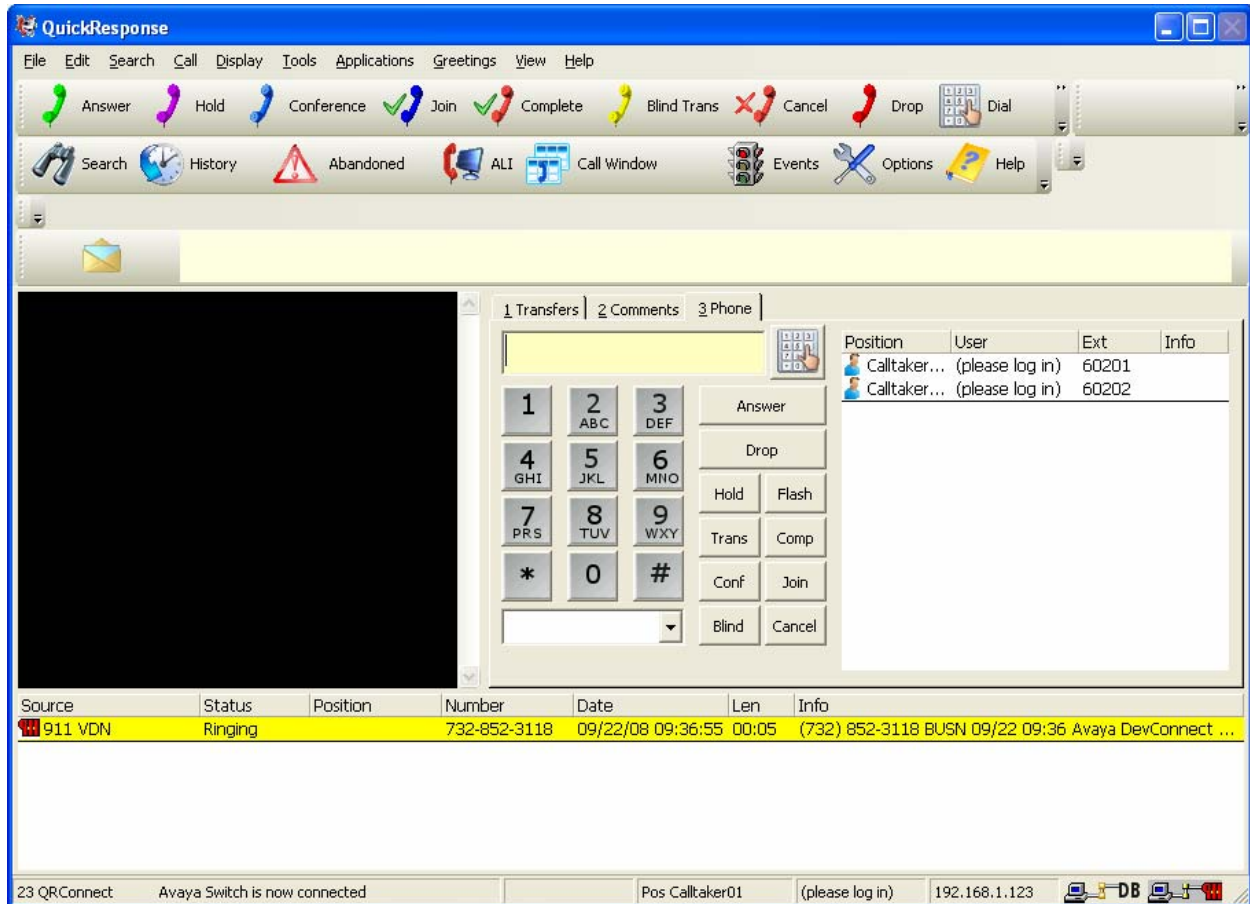 QuickResponse
File Edit Search Call Display Tools Applications Greetings View Help
Answer Hold Conference Join Complete Blind Trans Cancel Drop Dial
Search History Abandoned ALI Call Window Events Options Help
1 Transfers 2 Comments 3 Phone
Position User Ext Info
Calltaker... (please log in) 60201
Calltaker... (please log in) 60202
1 2 ABC 3 DEF Answer
4 GHI 5 JKL 6 MNO Drop
Hold Flash
7 PRS 8 TUV 9 WXY Trans Comp
* 0 # Conf Join
Blind Cancel
Source Status Position Number Date Len Info
911 VDN Ringing 732-852-3118 09/22/08 09:36:55 00:05 (732) 852-3118 BUSN 09/22 09:36 Avaya DevConnect ...
23 QRConnect Avaya Switch is now connected Pos Calltaker01 (please log in) 192.168.1.123 DB